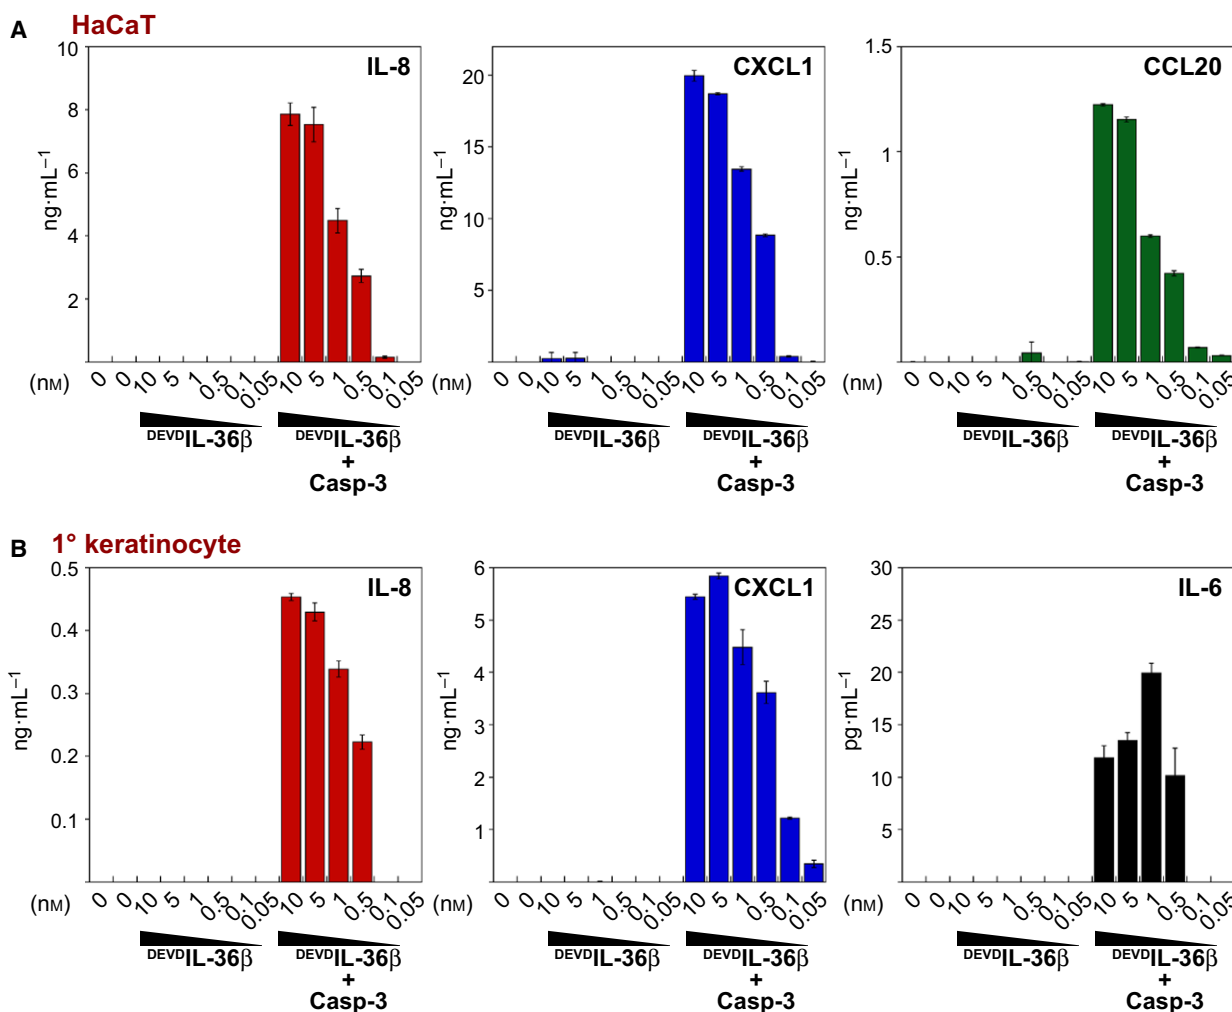 A HaCaT
IL-8
10
8
6
4
2
ng·mL⁻¹
(nM) 0 0 10 5 1 0.5 0.1 0.05 10 5 1 0.5 0.1 0.05
DEVDIL-36β
DEVDIL-36β
+
Casp-3
CXCL1
20
15
10
5
ng·mL⁻¹
(nM) 0 0 10 5 1 0.5 0.1 0.05 10 5 1 0.5 0.1 0.05
DEVDIL-36β
DEVDIL-36β
+
Casp-3
CCL20
1.5
1
0.5
ng·mL⁻¹
(nM) 0 0 10 5 1 0.5 0.1 0.05 10 5 1 0.5 0.1 0.05
DEVDIL-36β
DEVDIL-36β
+
Casp-3
B 1° keratinocyte
IL-8
0.5
0.4
0.3
0.2
0.1
ng·mL⁻¹
(nM) 0 0 10 5 1 0.5 0.1 0.05 10 5 1 0.5 0.1 0.05
DEVDIL-36β
DEVDIL-36β
+
Casp-3
CXCL1
6
5
4
3
2
1
ng·mL⁻¹
(nM) 0 0 10 5 1 0.5 0.1 0.05 10 5 1 0.5 0.1 0.05
DEVDIL-36β
DEVDIL-36β
+
Casp-3
IL-6
30
25
20
15
10
5
pg·mL⁻¹
(nM) 0 0 10 5 1 0.5 0.1 0.05 10 5 1 0.5 0.1 0.05
DEVDIL-36β
DEVDIL-36β
+
Casp-3